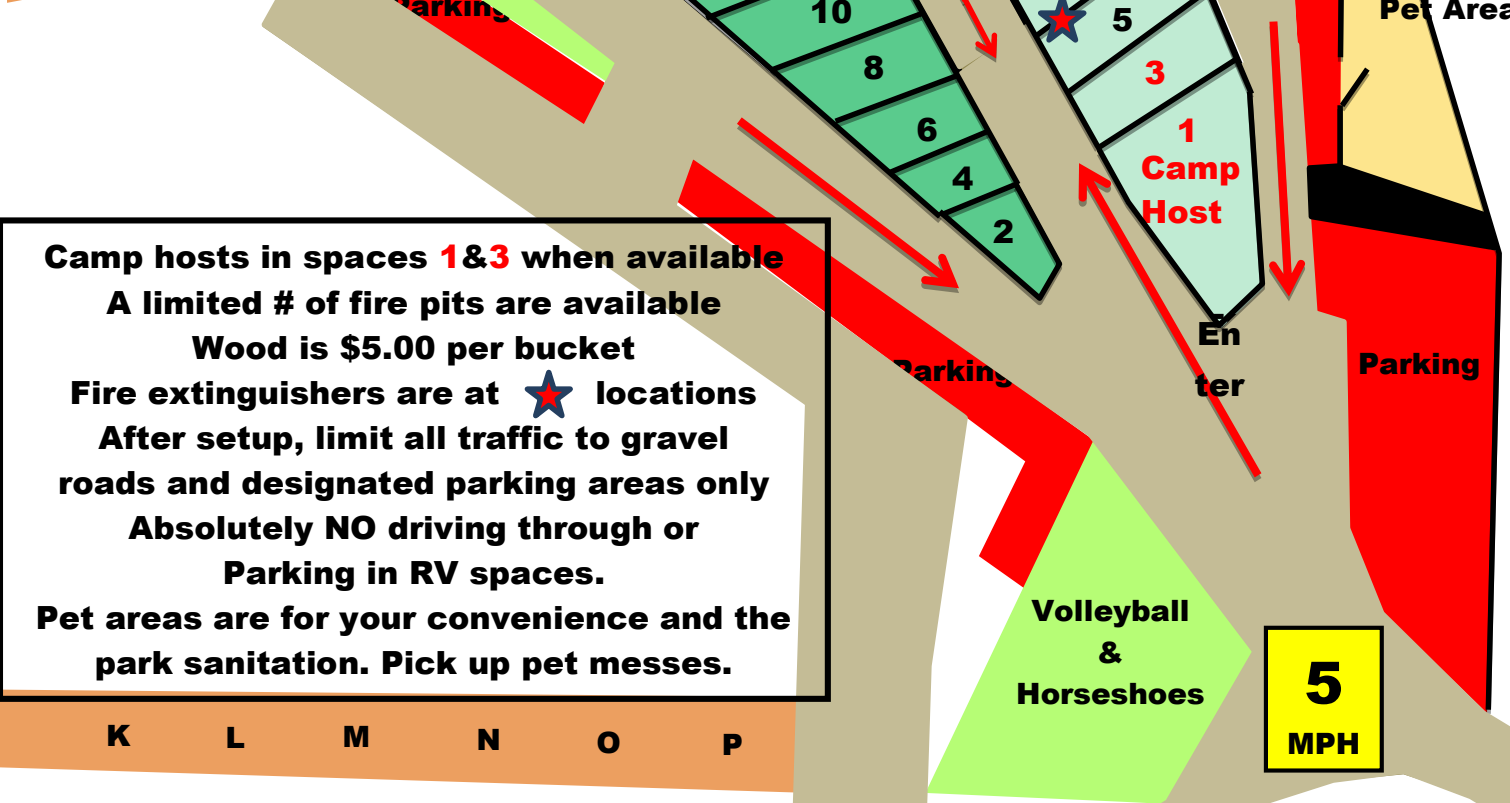 Parking
10
5
Pet Area
8
3
6
1
Camp
Host
4
2
Camp hosts in spaces 1&3 when available
A limited # of fire pits are available
Wood is $5.00 per bucket
Fire extinguishers are at locations
After setup, limit all traffic to gravel
roads and designated parking areas only
Absolutely NO driving through or
Parking in RV spaces.
Pet areas are for your convenience and the
park sanitation. Pick up pet messes.
En
ter
Parking
Parking
Volleyball
&
Horseshoes
5
MPH
K L M N O P